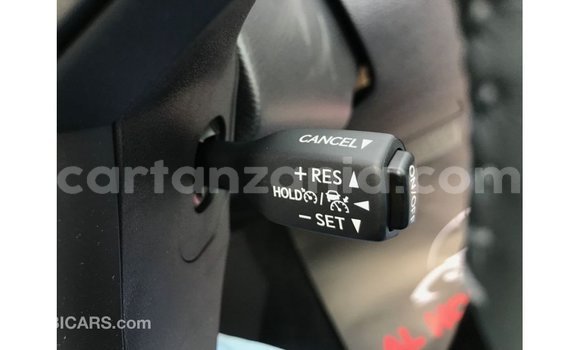 CANCEL▼
+ RES ▲
HOLD / ◄
− SET ▼
ON/OFF
cartanzania.com
BICARS.com